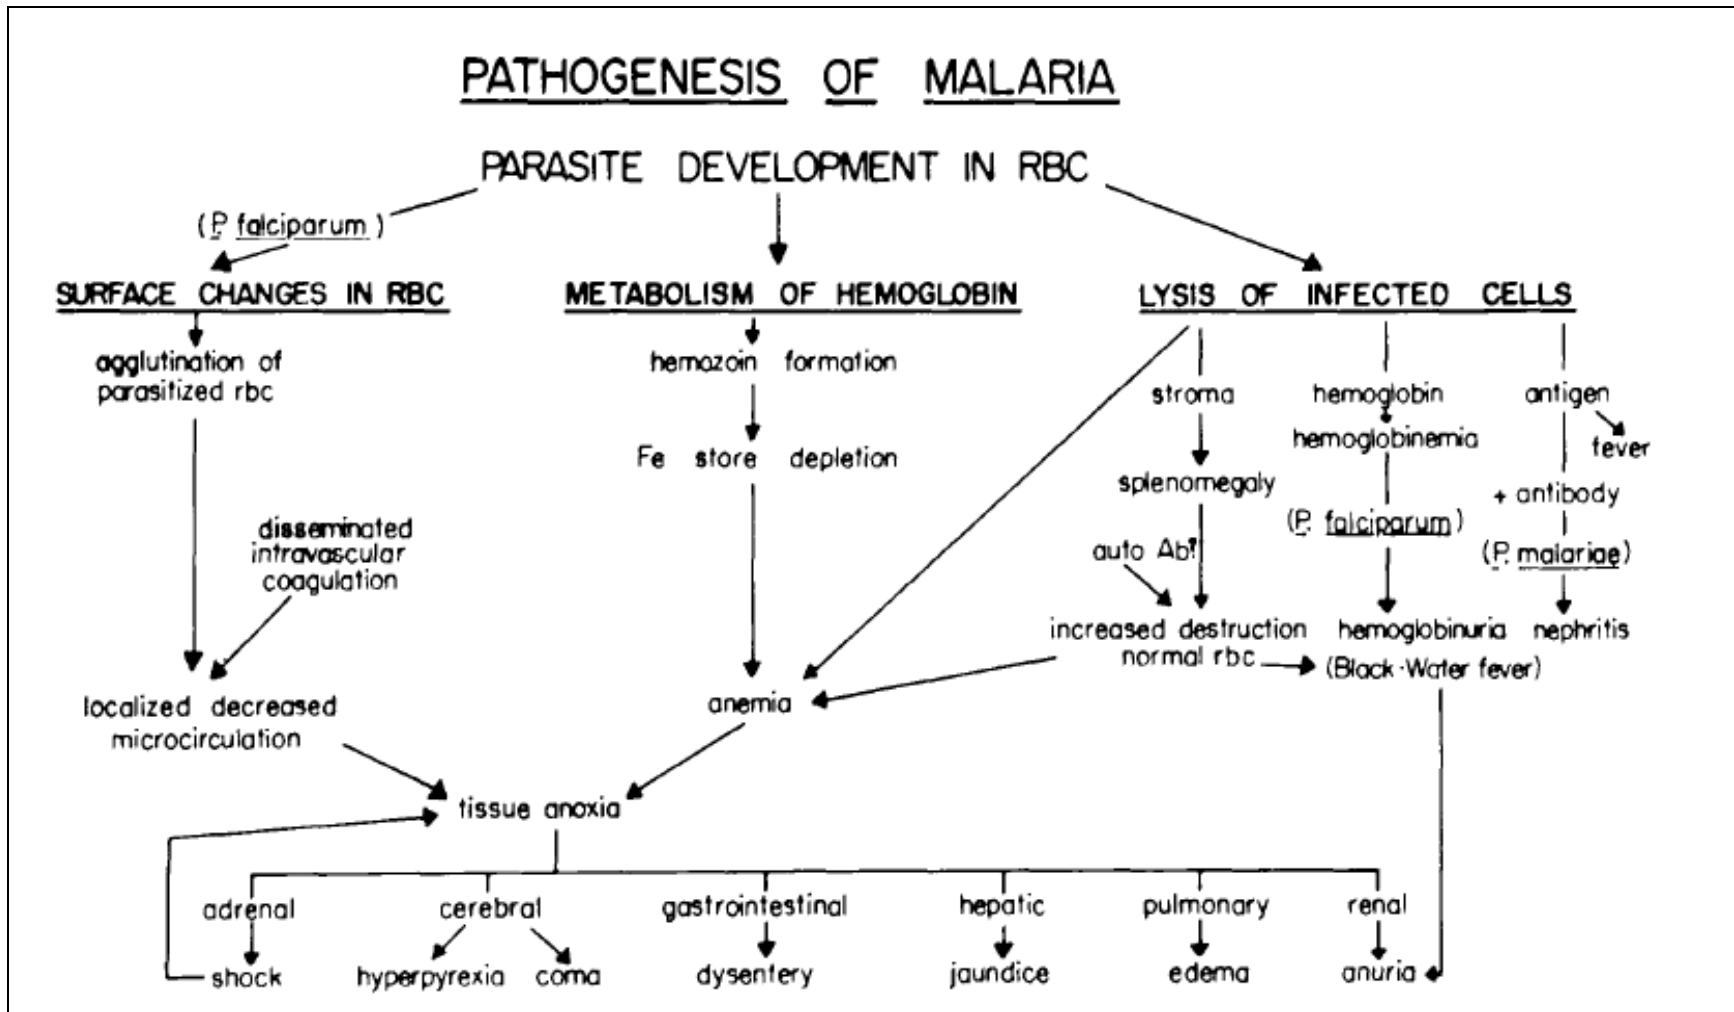 PATHOGENESIS OF MALARIA
PARASITE DEVELOPMENT IN RBC
(P. falciparum)
SURFACE CHANGES IN RBC
METABOLISM OF HEMOGLOBIN
LYSIS OF INFECTED CELLS
agglutination of
parasitized rbc
hemozoin formation
stroma
hemoglobin
antigen
hemoglobinemia
fever
Fe store depletion
splenomegaly
+ antibody
disseminated
intravascular
coagulation
(P. falciparum)
auto Ab?
(P. malariae)
increased destruction
normal rbc
hemoglobinuria
(Black-Water fever)
nephritis
localized decreased
microcirculation
anemia
tissue anoxia
adrenal
cerebral
gastrointestinal
hepatic
pulmonary
renal
shock
hyperpyrexia
coma
dysentery
jaundice
edema
anuria